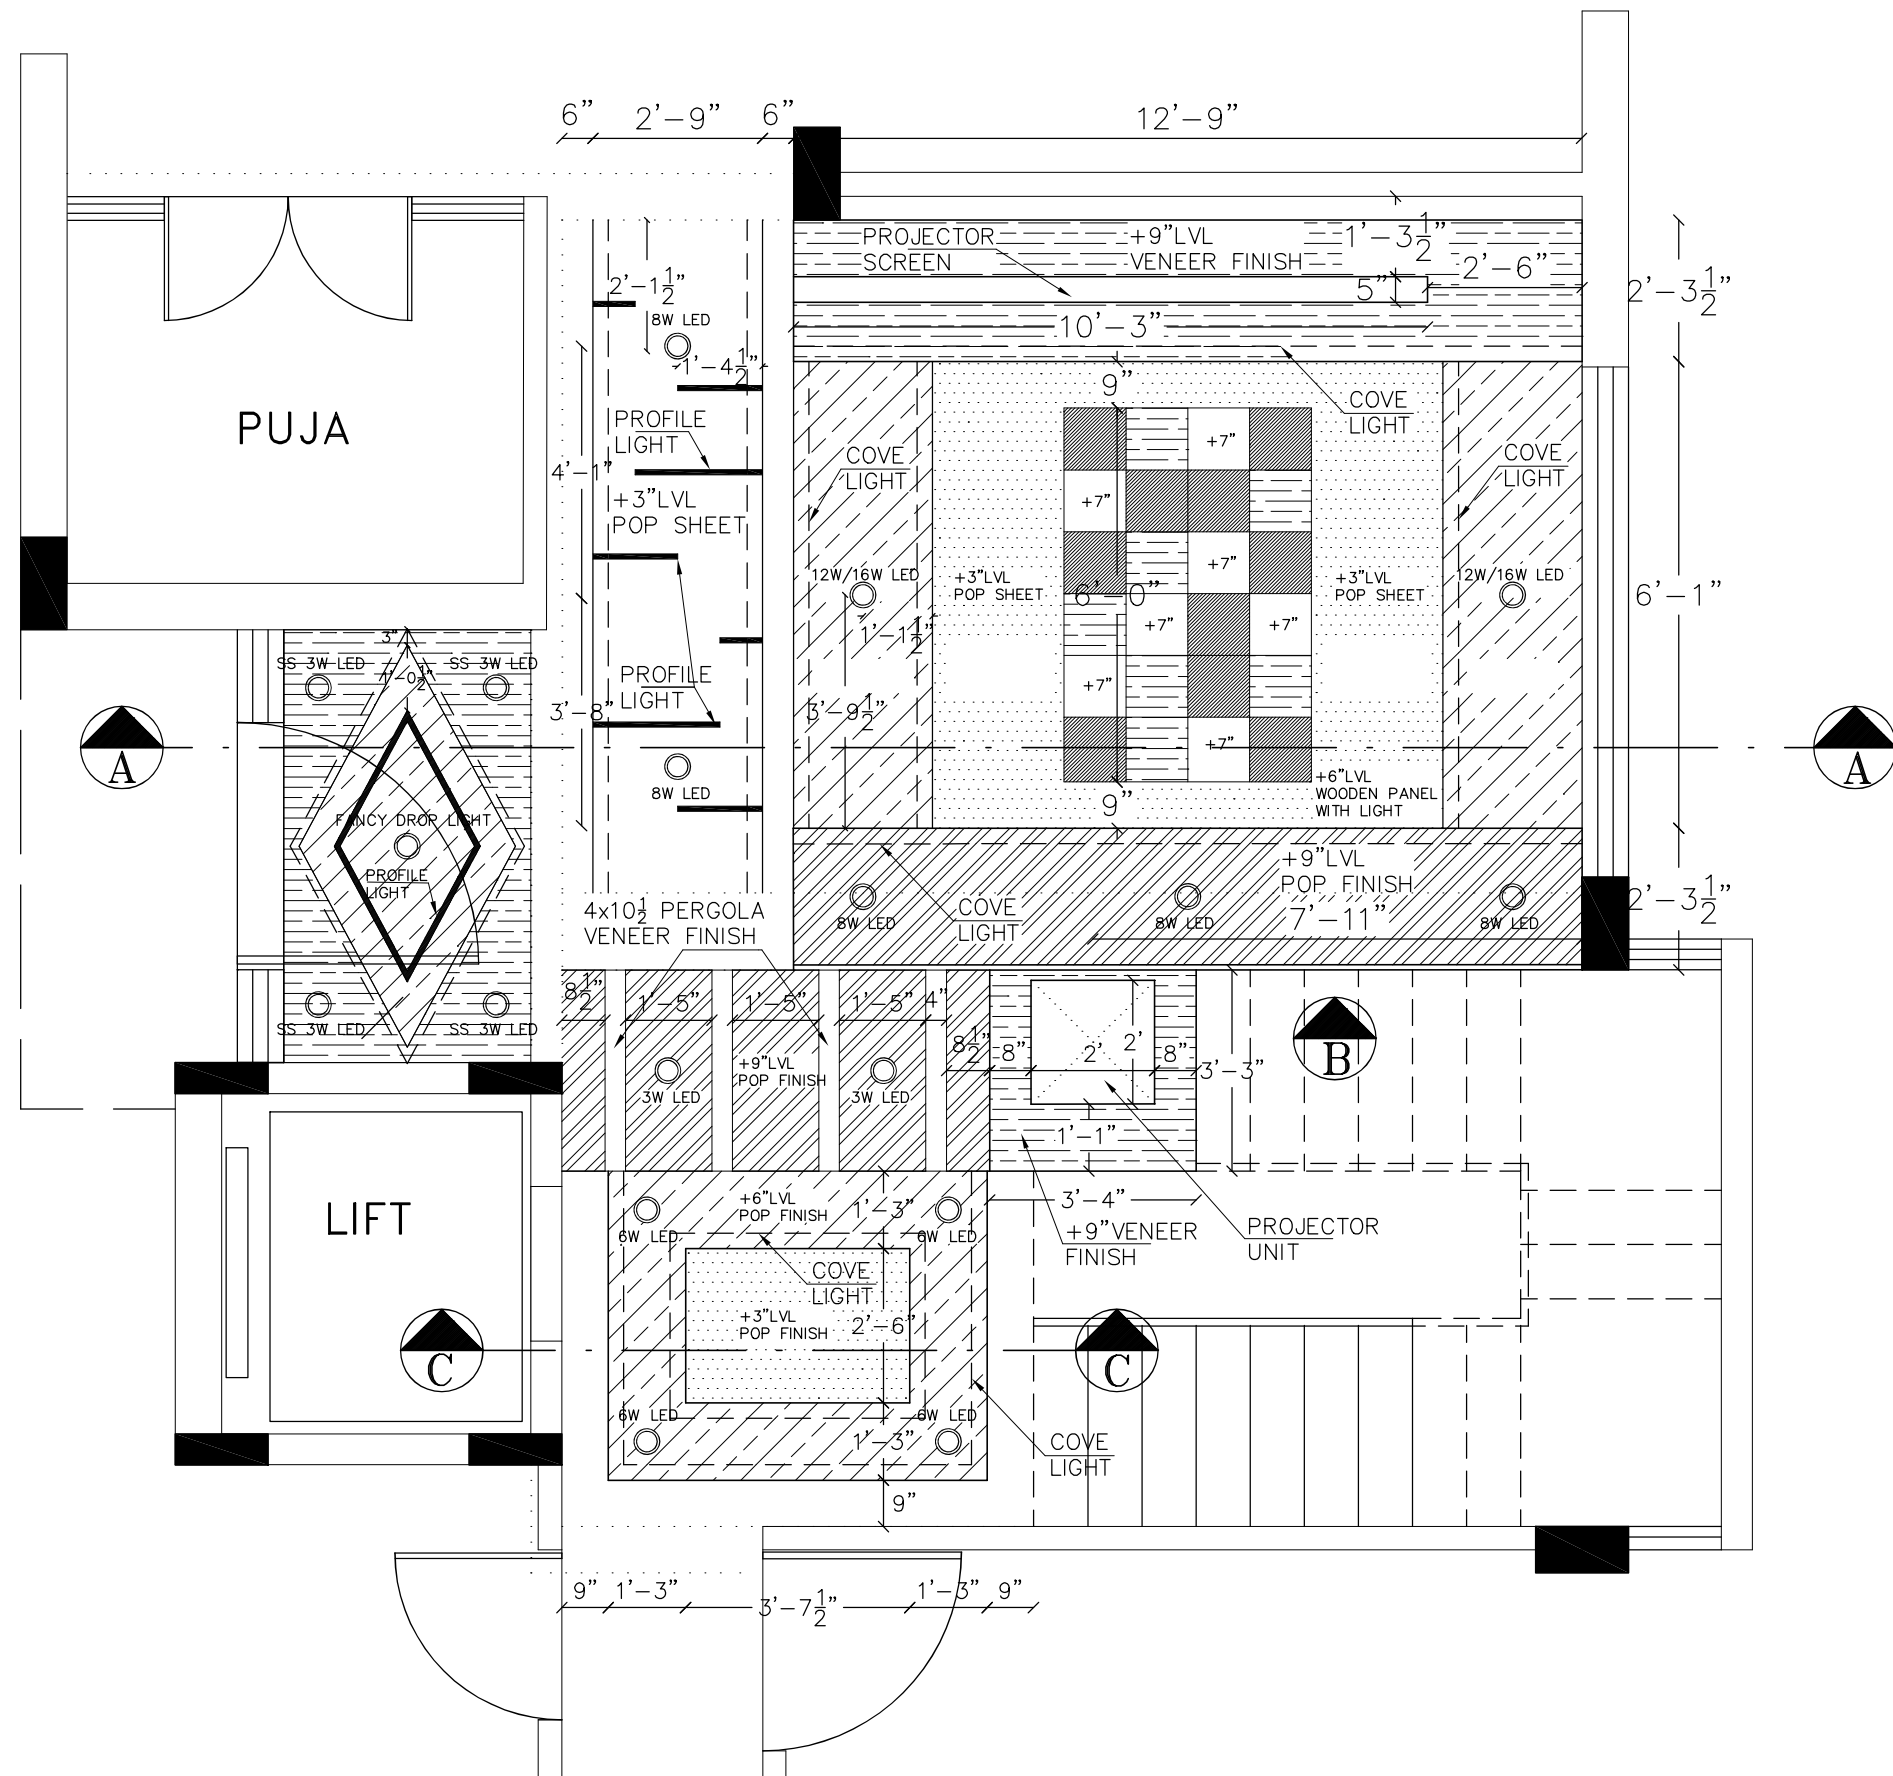 6” 2’-9” 6” 12’-9”
PROJECTOR
SCREEN
+9”LVL
VENEER FINISH
1’-3½”
2’-6”
5”
2’-3½”
10’-3”
2’-1½”
8W LED
1’-4½”
PROFILE
LIGHT
4’-1”
+3”LVL
POP SHEET
PUJA
9”
COVE
LIGHT
COVE
LIGHT
COVE
LIGHT
+7”
+7”
+7”
12W/16W LED
+3”LVL
POP SHEET
6’-0”
+3”LVL
POP SHEET
12W/16W LED
6’-1”
1’-1½”
+7”
+7”
+7”
+7”
3”
1’-0½”
SS 3W LED
SS 3W LED
PROFILE
LIGHT
3’-8”
3’-9½”
A
A
8W LED
+6”LVL
WOODEN PANEL
WITH LIGHT
9”
FANCY DROP LIGHT
PROFILE
LIGHT
+9”LVL
POP FINISH
7’-11”
2’-3½”
8W LED
8W LED
8W LED
COVE
LIGHT
4x10½ PERGOLA
VENEER FINISH
8½”
1’-5”
1’-5”
1’-5”
4”
8½”
8”
2’
2’
8”
3’-3”
SS 3W LED
SS 3W LED
+9”LVL
POP FINISH
3W LED
3W LED
B
1’-1”
3’-4”
+9”VENEER
FINISH
PROJECTOR
UNIT
LIFT
+6”LVL
POP FINISH
1’-3”
6W LED
6W LED
COVE
LIGHT
+3”LVL
POP FINISH
2’-6”
C
C
6W LED
6W LED
1’-3”
COVE
LIGHT
9”
9” 1’-3” 3’-7½” 1’-3” 9”